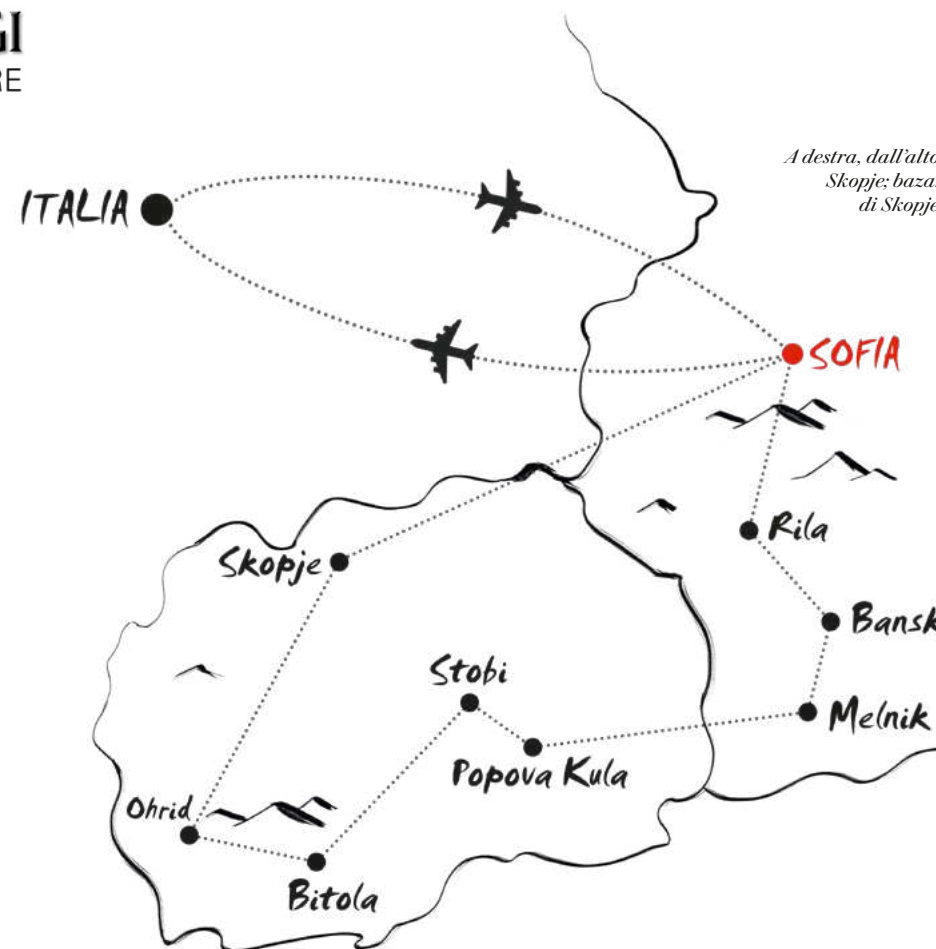 GI
RE
A destra, dall'alto
Skopje; baza
di Skopje
ITALIA
SOFIA
Rila
Skopje
Bansk
Stobi
Melnik
Popova Kula
Ohrid
Bitola